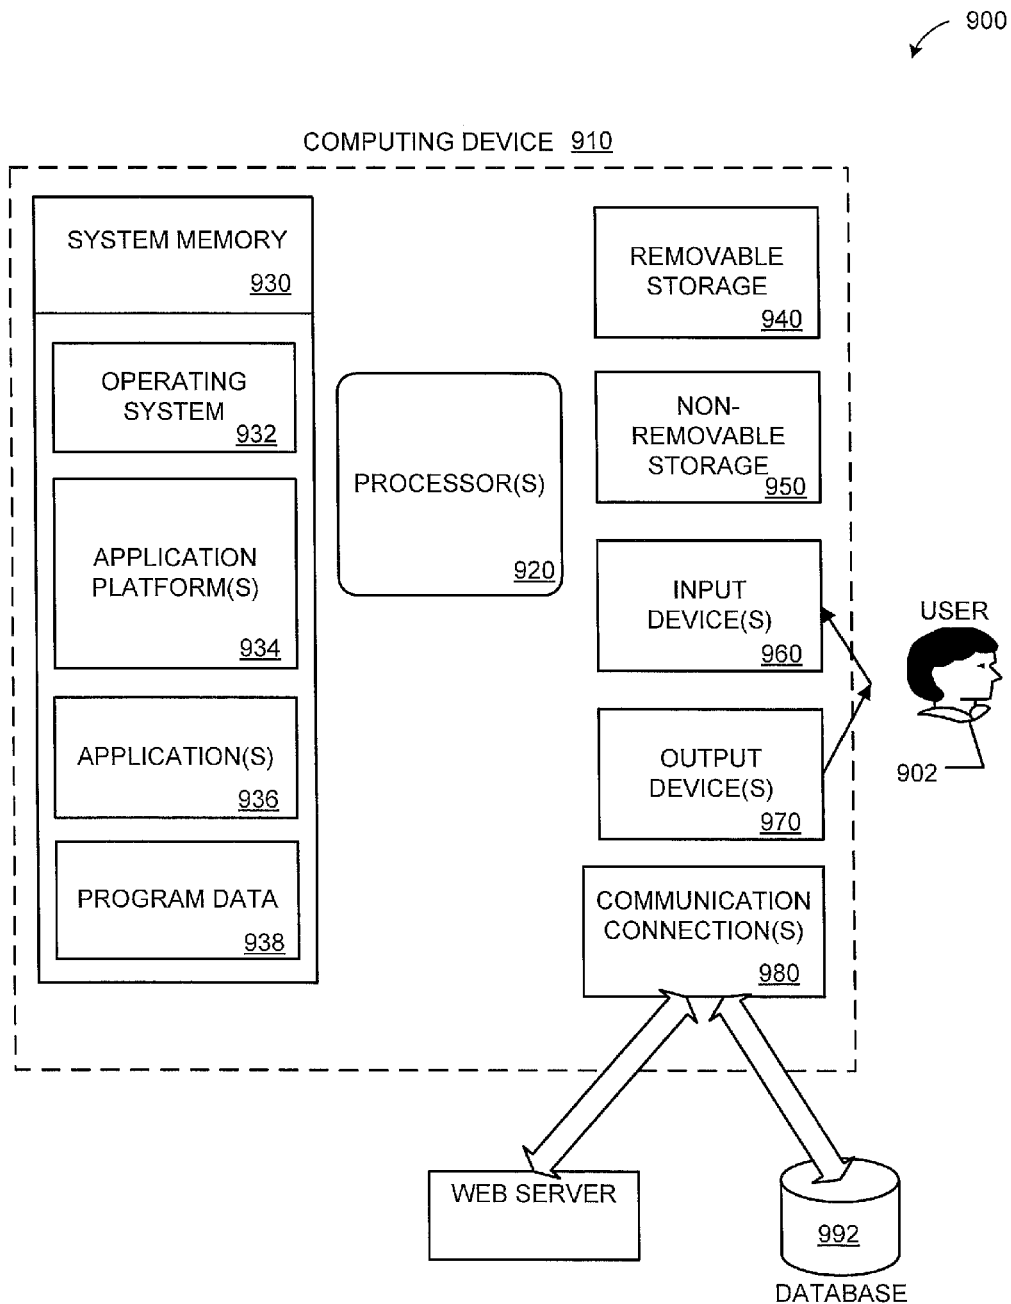 900
COMPUTING DEVICE 910
SYSTEM MEMORY
930
OPERATING
SYSTEM
932
APPLICATION
PLATFORM(S)
934
APPLICATION(S)
936
PROGRAM DATA
938
PROCESSOR(S)
920
REMOVABLE
STORAGE
940
NON-
REMOVABLE
STORAGE
950
INPUT
DEVICE(S)
960
OUTPUT
DEVICE(S)
970
COMMUNICATION
CONNECTION(S)
980
USER
902
WEB SERVER
992
DATABASE